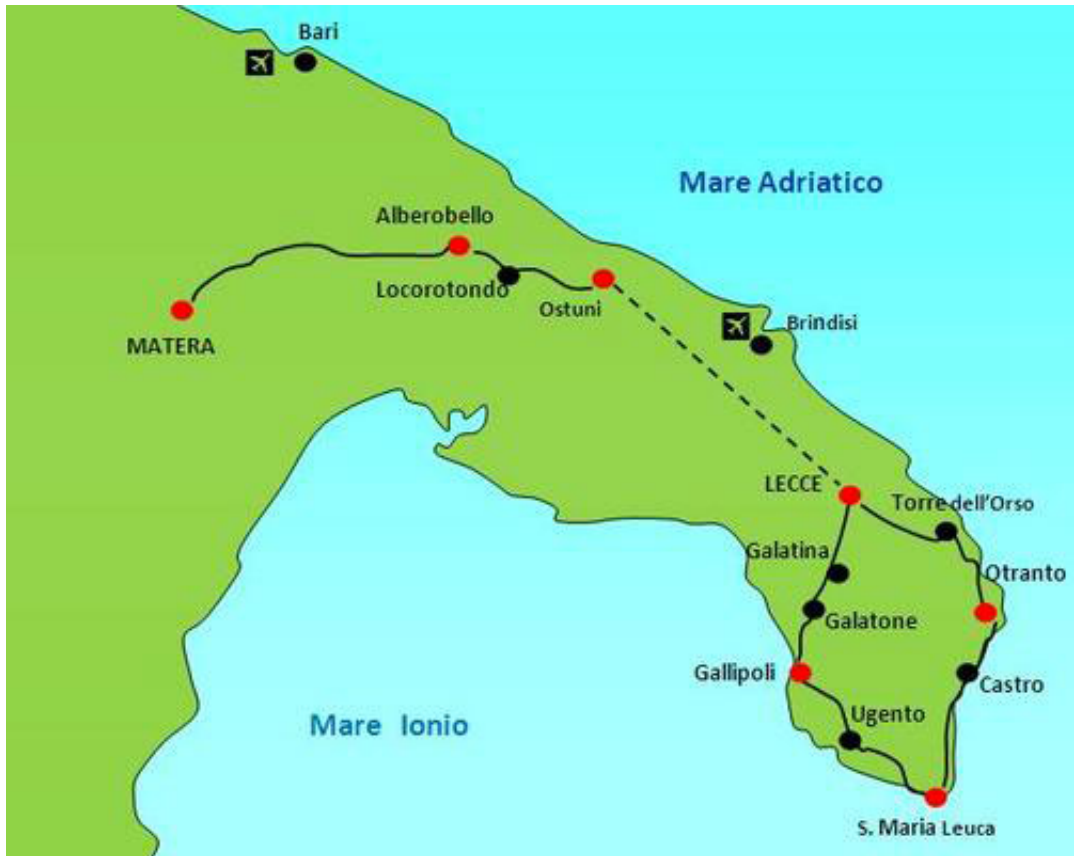 Bari
Mare Adriatico
Alberobello
Locorotondo
Ostuni
Brindisi
MATERA
LECCE
Torre dell'Orso
Galatina
Otranto
Galatone
Gallipoli
Castro
Ugento
Mare Ionio
S. Maria Leuca